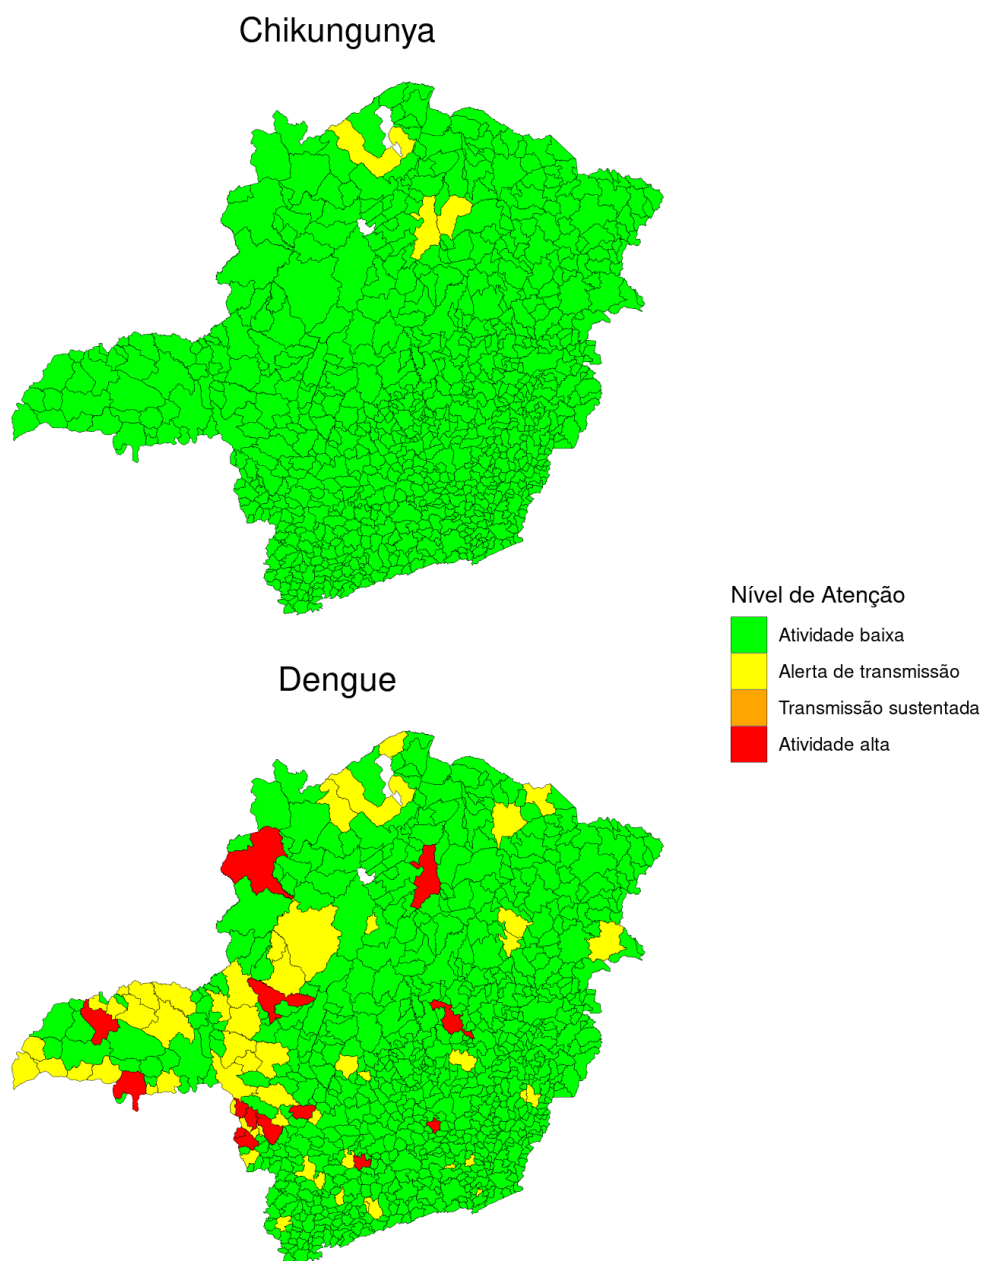 Chikungunya
Nível de Atenção
Atividade baixa
Alerta de transmissão
Transmissão sustentada
Atividade alta
Dengue